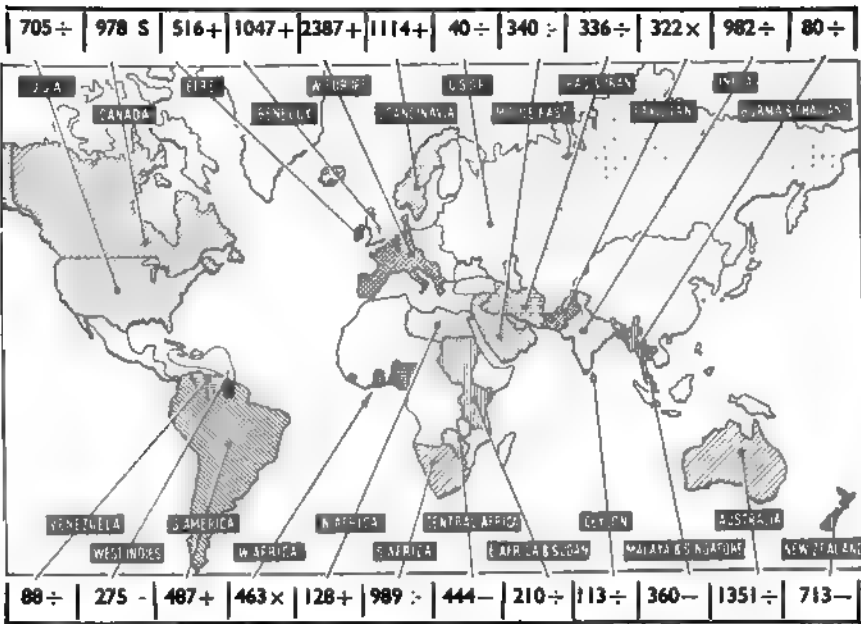 705÷ 978 S 516+ 1047+ 2387+ 1114+ 40÷ 340 336÷ 322× 982÷ 80÷
U.S.A. EIRE W. EUROPE U.S.S.R. IRAN INDIA
CANADA BENELUX SCANDINAVIA MIDDLE EAST PAKISTAN BURMA & THAILAND
VENEZUELA S. AMERICA N. AFRICA CENTRAL AFRICA CEYLON AUSTRALIA
WEST INDIES W. AFRICA S. AFRICA E. AFRICA & SUDAN MALAYA & SINGAPORE NEW ZEALAND
88÷ 275 - 487+ 463× 128+ 989 444− 210÷ 113÷ 360− 1351÷ 713−